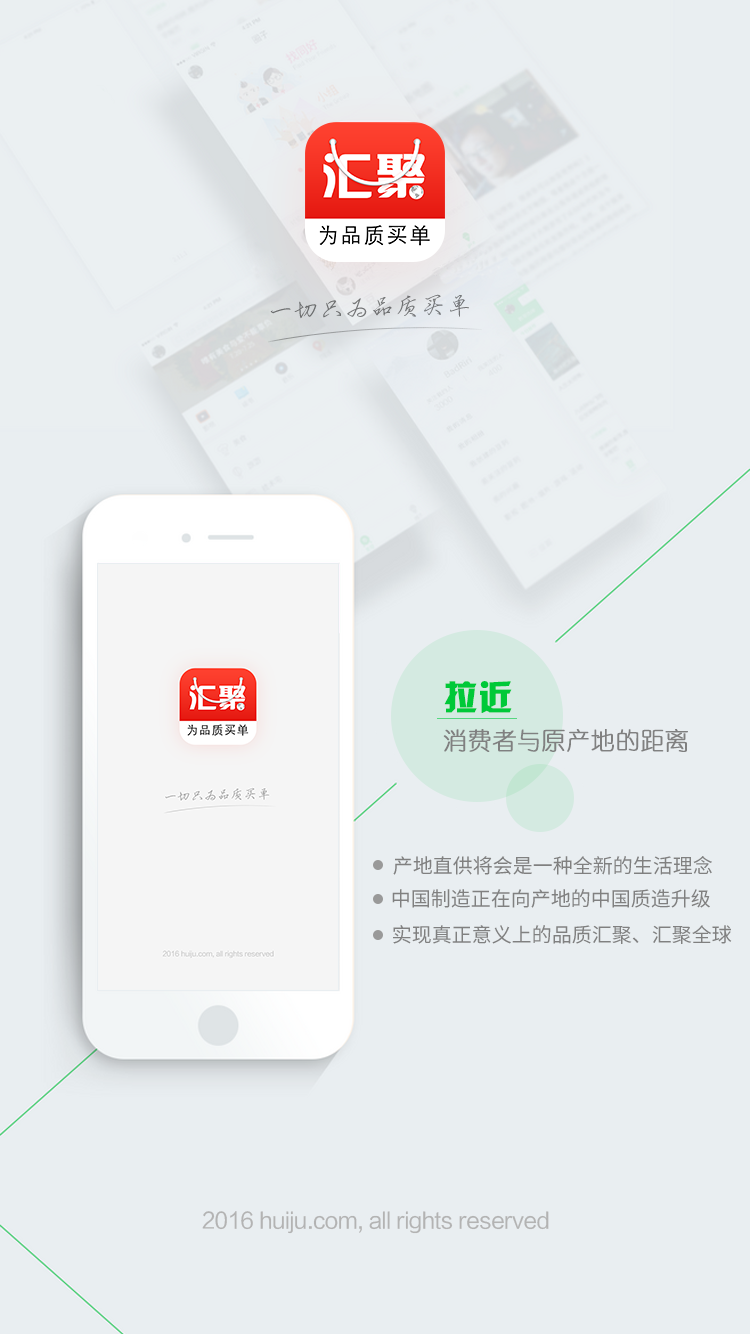 汇聚
为品质买单
一切只为品质买单
汇聚
为品质买单
一切只为品质买单
2016 huiju.com, all rights reserved
拉近
消费者与原产地的距离
产地直供将会是一种全新的生活理念
中国制造正在向产地的中国质造升级
实现真正意义上的品质汇聚、汇聚全球
2016 huiju.com, all rights reserved